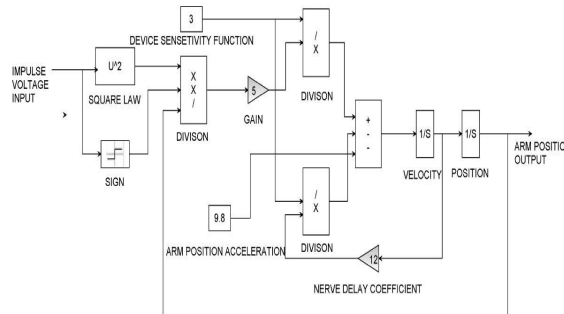 3
DEVICE SENSETIVITY FUNCTION
/
X
DIVISON
IMPULSE
VOLTAGE
INPUT
U^2
SQUARE LAW
X
X
/
DIVISON
5
GAIN
SIGN
+
-
-
1/S
VELOCITY
1/S
POSITION
ARM POSITIO
OUTPUT
9.8
ARM POSITION ACCELERATION
/
X
DIVISON
12
NERVE DELAY COEFFICIENT